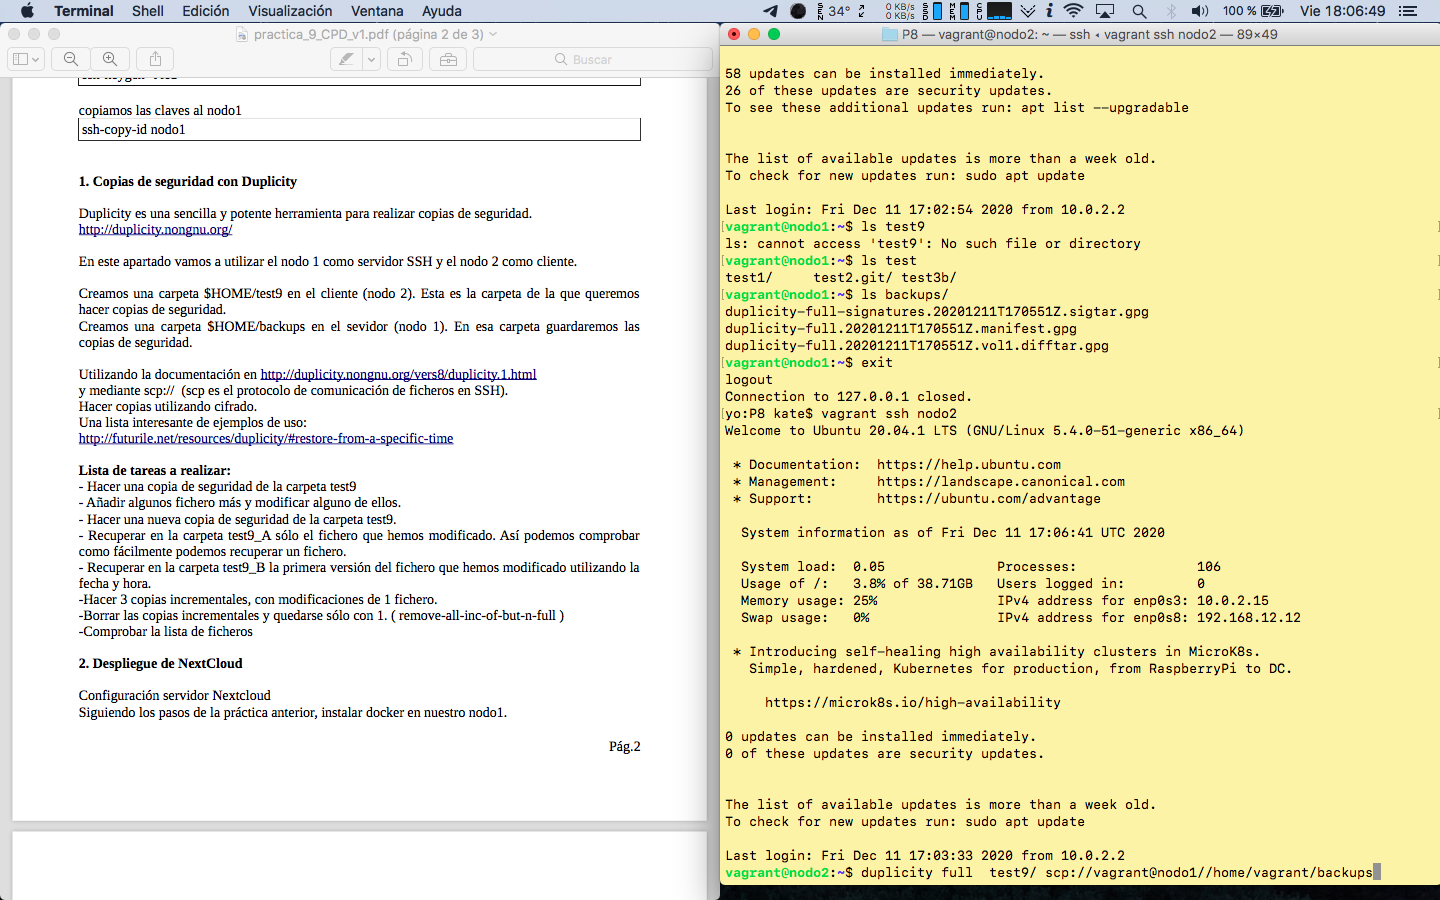 Terminal Shell Edición Visualización Ventana Ayuda
SEN 34° 0 KB/s 0 KB/s SSD MEM CPU 100 % Vie 18:06:49
practica_9_CPD_v1.pdf (página 2 de 3)
Buscar
copiamos las claves al nodo1
ssh-copy-id nodo1
1. Copias de seguridad con Duplicity
Duplicity es una sencilla y potente herramienta para realizar copias de seguridad.
http://duplicity.nongnu.org/
En este apartado vamos a utilizar el nodo 1 como servidor SSH y el nodo 2 como cliente.
Creamos una carpeta $HOME/test9 en el cliente (nodo 2). Esta es la carpeta de la que queremos
hacer copias de seguridad.
Creamos una carpeta $HOME/backups en el sevidor (nodo 1). En esa carpeta guardaremos las
copias de seguridad.
Utilizando la documentación en http://duplicity.nongnu.org/vers8/duplicity.1.html
y mediante scp:// (scp es el protocolo de comunicación de ficheros en SSH).
Hacer copias utilizando cifrado.
Una lista interesante de ejemplos de uso:
http://futurile.net/resources/duplicity/#restore-from-a-specific-time
Lista de tareas a realizar:
- Hacer una copia de seguridad de la carpeta test9
- Añadir algunos fichero más y modificar alguno de ellos.
- Hacer una nueva copia de seguridad de la carpeta test9.
- Recuperar en la carpeta test9_A sólo el fichero que hemos modificado. Así podemos comprobar
como fácilmente podemos recuperar un fichero.
- Recuperar en la carpeta test9_B la primera versión del fichero que hemos modificado utilizando la
fecha y hora.
-Hacer 3 copias incrementales, con modificaciones de 1 fichero.
-Borrar las copias incrementales y quedarse sólo con 1. ( remove-all-inc-of-but-n-full )
-Comprobar la lista de ficheros
2. Despliegue de NextCloud
Configuración servidor Nextcloud
Siguiendo los pasos de la práctica anterior, instalar docker en nuestro nodo1.
Pág.2
P8 — vagrant@nodo2: ~ — ssh ◂ vagrant ssh nodo2 — 89×49
58 updates can be installed immediately.
26 of these updates are security updates.
To see these additional updates run: apt list --upgradable
The list of available updates is more than a week old.
To check for new updates run: sudo apt update
Last login: Fri Dec 11 17:02:54 2020 from 10.0.2.2
[vagrant@nodo1:~$ ls test9
ls: cannot access 'test9': No such file or directory
[vagrant@nodo1:~$ ls test
test1/     test2.git/ test3b/
[vagrant@nodo1:~$ ls backups/
duplicity-full-signatures.20201211T170551Z.sigtar.gpg
duplicity-full.20201211T170551Z.manifest.gpg
duplicity-full.20201211T170551Z.vol1.difftar.gpg
[vagrant@nodo1:~$ exit
logout
Connection to 127.0.0.1 closed.
[yo:P8 kate$ vagrant ssh nodo2
Welcome to Ubuntu 20.04.1 LTS (GNU/Linux 5.4.0-51-generic x86_64)
* Documentation:  https://help.ubuntu.com
* Management:     https://landscape.canonical.com
* Support:        https://ubuntu.com/advantage
System information as of Fri Dec 11 17:06:41 UTC 2020
System load:  0.05              Processes:               106
Usage of /:   3.8% of 38.71GB   Users logged in:         0
Memory usage: 25%               IPv4 address for enp0s3: 10.0.2.15
Swap usage:   0%                IPv4 address for enp0s8: 192.168.12.12
* Introducing self-healing high availability clusters in MicroK8s.
Simple, hardened, Kubernetes for production, from RaspberryPi to DC.
https://microk8s.io/high-availability
0 updates can be installed immediately.
0 of these updates are security updates.
The list of available updates is more than a week old.
To check for new updates run: sudo apt update
Last login: Fri Dec 11 17:03:33 2020 from 10.0.2.2
vagrant@nodo2:~$ duplicity full  test9/ scp://vagrant@nodo1//home/vagrant/backups